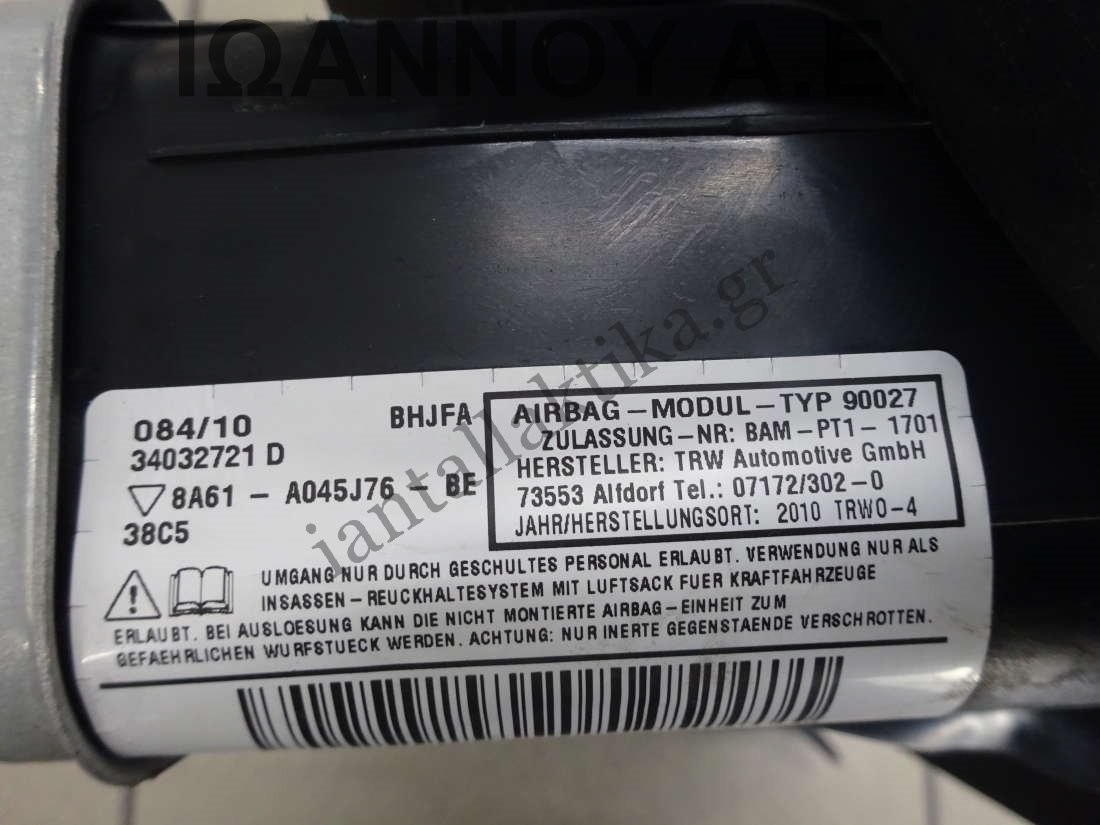 ΙΩΑΝΝΟΥ Α.Ε.
iantallaktika.gr
084/10
BHJFA
34032721 D
8A61 - A045J76 - BE
38C5
AIRBAG-MODUL-TYP 90027
ZULASSUNG-NR: BAM-PT1-1701
HERSTELLER: TRW Automotive GmbH
73553 Alfdorf Tel.: 07172/302-0
JAHR/HERSTELLUNGSORT: 2010 TRWO-4
UMGANG NUR DURCH GESCHULTES PERSONAL ERLAUBT. VERWENDUNG NUR ALS
INSASSEN-REUCKHALTESYSTEM MIT LUFTSACK FUER KRAFTFAHRZEUGE
ERLAUBT. BEI AUSLOESUNG KANN DIE NICHT MONTIERTE AIRBAG-EINHEIT ZUM
GEFAEHRLICHEN WURFSTUECK WERDEN. ACHTUNG: NUR INERTE GEGENSTAENDE VERSCHROTTEN.